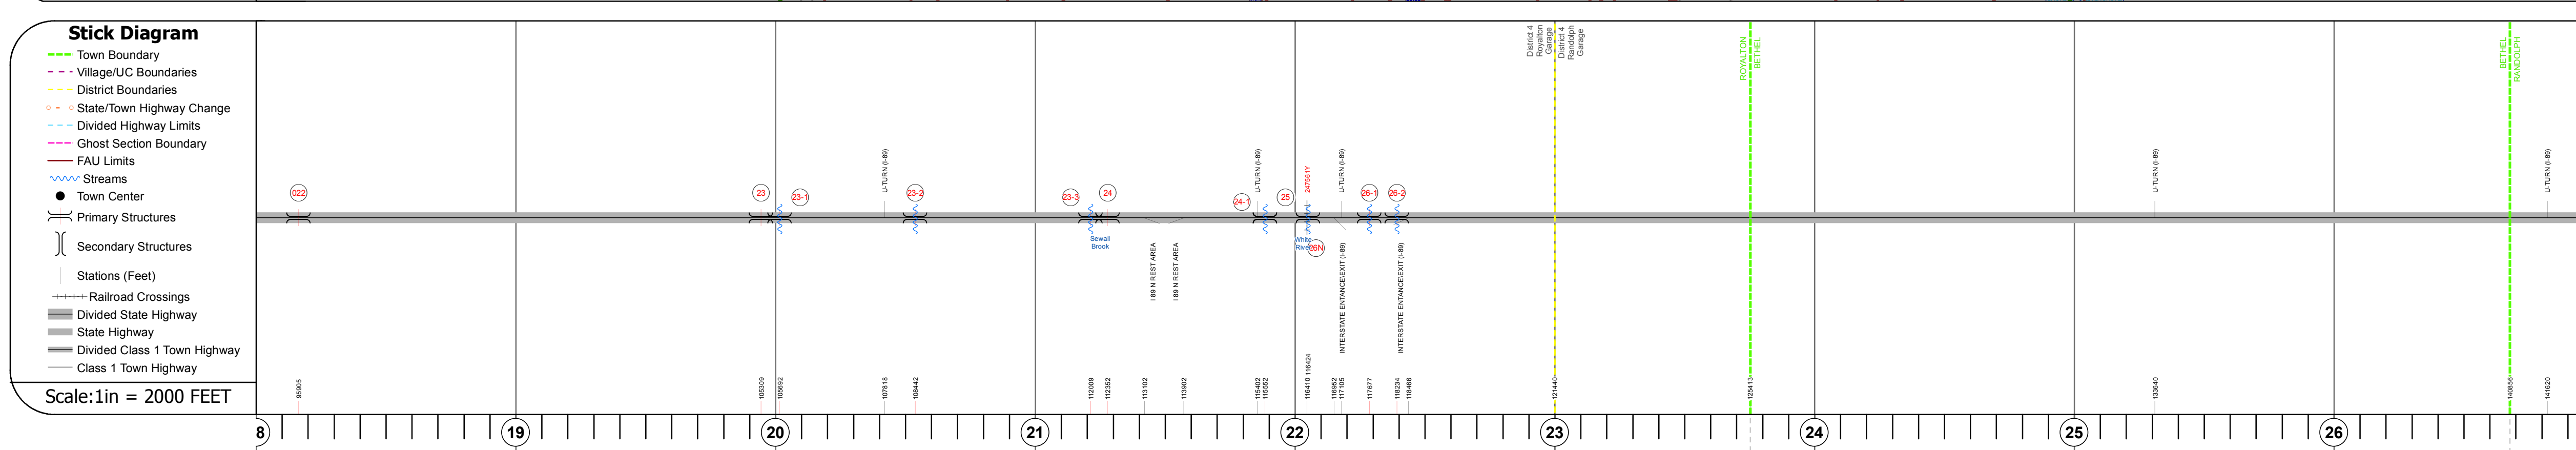 Stick Diagram
Town Boundary
Village/UC Boundaries
District Boundaries
State/Town Highway Change
Divided Highway Limits
Ghost Section Boundary
FAU Limits
Streams
Town Center
Primary Structures
Secondary Structures
Stations (Feet)
Railroad Crossings
Divided State Highway
State Highway
Divided Class 1 Town Highway
Class 1 Town Highway
Scale:1in = 2000 FEET
District 4
Royalton
Garage
District 4
Randolph
Garage
ROYALTON
BETHEL
BETHEL
RANDOLPH
022
23
23-1
U-TURN (I-89)
23-2
23-3
24
24-1
U-TURN (I-89)
25
247561Y
U-TURN (I-89)
26-1
26-2
U-TURN (I-89)
U-TURN (I-89)
Sewall
Brook
I 89 N REST AREA
I 89 N REST AREA
White
River
26N
INTERSTATE ENTANCE\EXIT (I-89)
INTERSTATE ENTANCE\EXIT (I-89)
95905
105309
105692
107818
108442
112009
112352
113102
113902
115402
115552
116410 116424
116952
117105
117677
118234
118466
121440
125413
133640
140856
141620
8
19
20
21
22
23
24
25
26